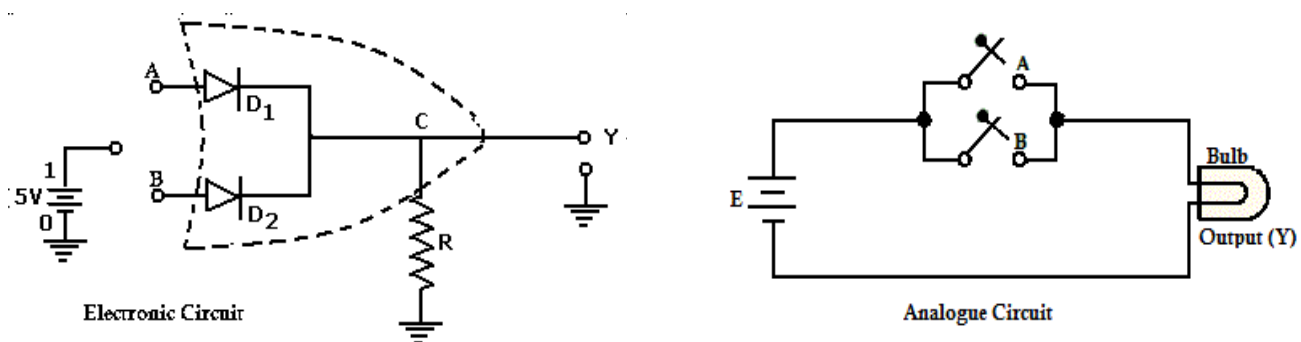 A
D1
C
Y
1
5V
0
B
D2
R
Electronic Circuit
A
B
E
Bulb
Output (Y)
Analogue Circuit